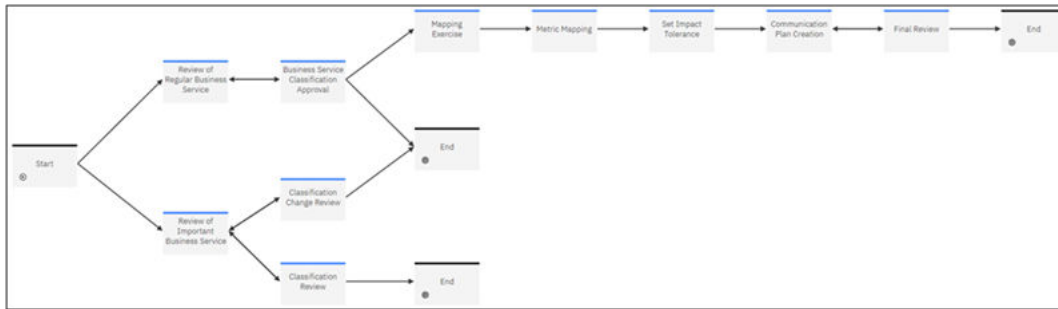 Mapping
Exercise
Metric Mapping
Set Impact
Tolerance
Communication
Plan Creation
Final Review
End
Review of
Regular Business
Service
Business Service
Classification
Approval
Start
End
Classification
Change Review
Review of
Important
Business Service
Classification
Review
End